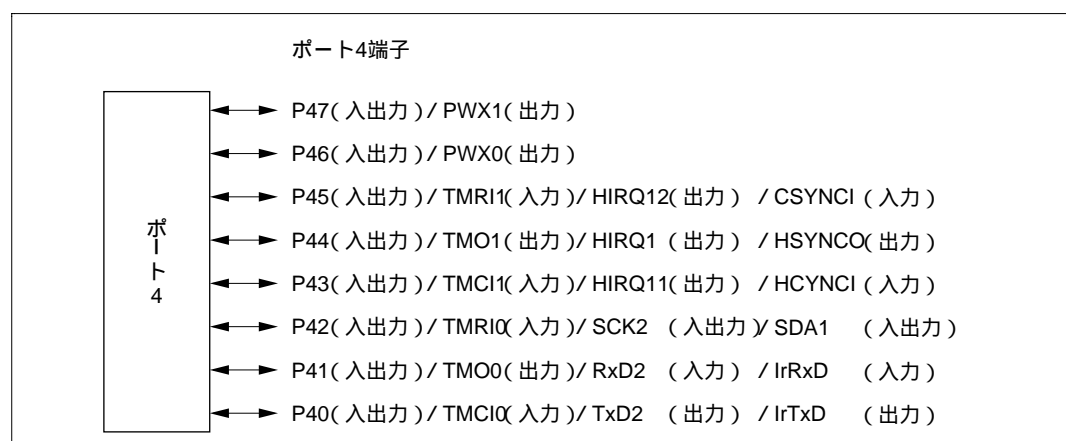 ポート4端子
ポート4
P47(入出力)/PWX1(出力)
P46(入出力)/PWX0(出力)
P45(入出力)/TMRI1(入力)/HIRQ12(出力)/CSYNCI(入力)
P44(入出力)/TMO1(出力)/HIRQ1(出力)/HSYNCO(出力)
P43(入出力)/TMCI1(入力)/HIRQ11(出力)/HCYNCI(入力)
P42(入出力)/TMRI0(入力)/SCK2(入出力)/SDA1(入出力)
P41(入出力)/TMO0(出力)/RxD2(入力)/IrRxD(入力)
P40(入出力)/TMCI0(入力)/TxD2(出力)/IrTxD(出力)